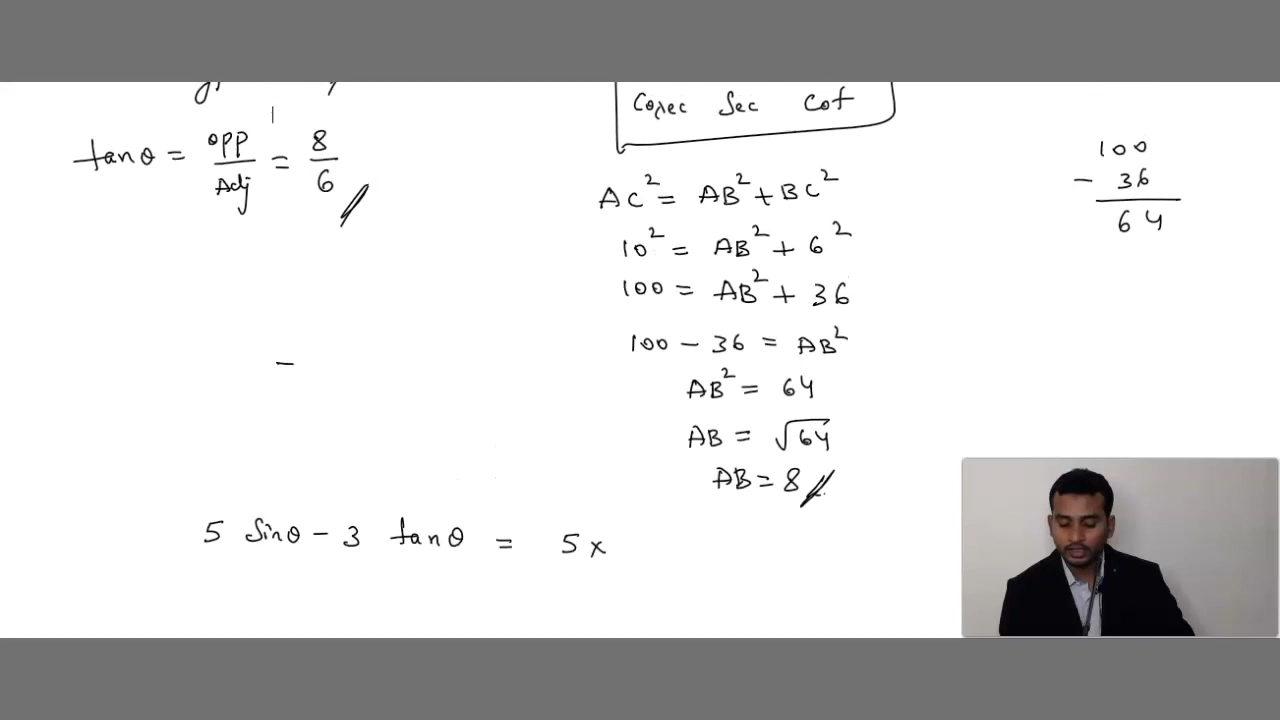 Cosec Sec Cot
tanθ = opp/Adj = 8/6
100
- 36
64
AC² = AB² + BC²
10² = AB² + 6²
100 = AB² + 36
100 - 36 = AB²
AB² = 64
AB = √64
AB = 8
5 sinθ - 3 tanθ = 5 x